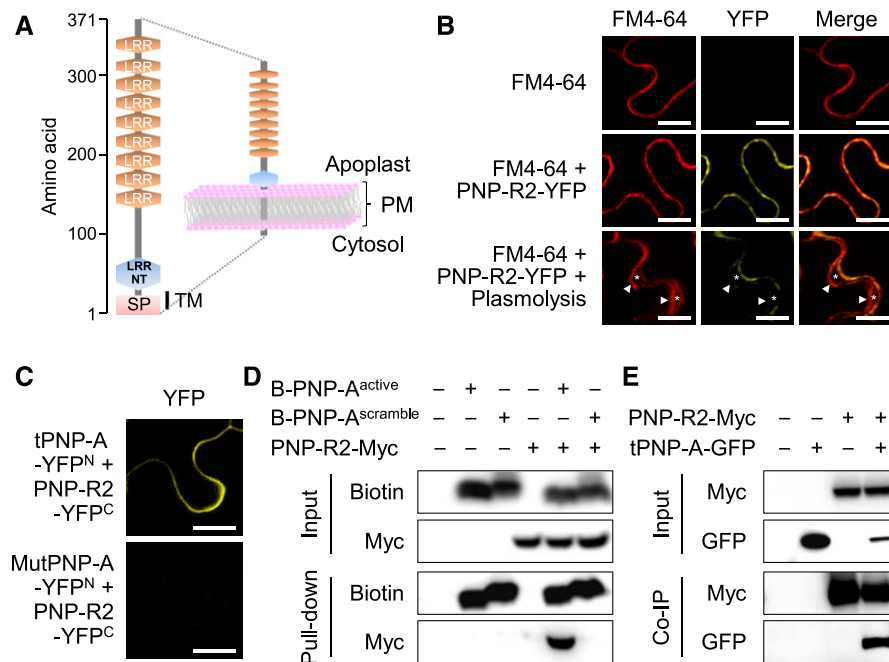 A
371
300
200
100
1
Amino acid
LRR
LRR
LRR
LRR
LRR
LRR
LRR
LRR
LRR
NT
SP
TM
Apoplast
PM
Cytosol
B
FM4-64 YFP Merge
FM4-64
FM4-64 +
PNP-R2-YFP
FM4-64 +
PNP-R2-YFP +
Plasmolysis
* * *
* * *
C
YFP
tPNP-A
-YFPᴺ +
PNP-R2
-YFPᶜ
MutPNP-A
-YFPᴺ +
PNP-R2
-YFPᶜ
D
B-PNP-Aᵃᶜᵗⁱᵛᵉ – + – – + –
B-PNP-Aˢᶜʳᵃᵐᵇˡᵉ – – + – – +
PNP-R2-Myc – – – + + +
Input
Biotin
Myc
Pull-down
Biotin
Myc
E
PNP-R2-Myc – – + +
tPNP-A-GFP – + – +
Input
Myc
GFP
Co-IP
Myc
GFP